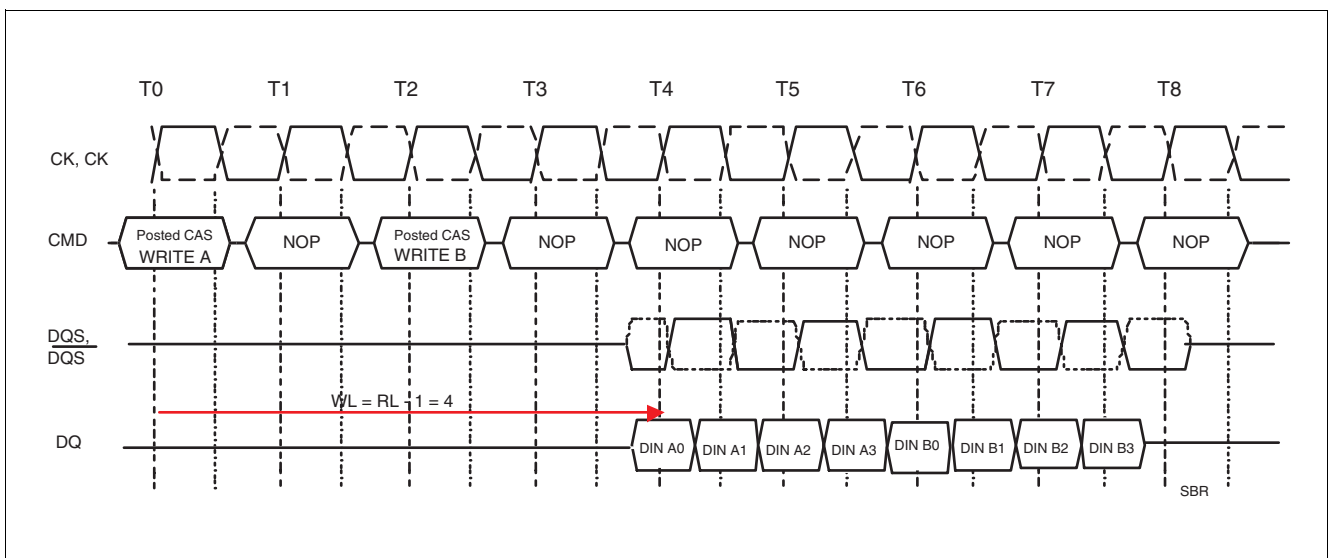 T0 T1 T2 T3 T4 T5 T6 T7 T8
CK, CK
CMD
Posted CAS
WRITE A
NOP
Posted CAS
WRITE B
NOP
NOP
NOP
NOP
NOP
NOP
DQS,
DQS
WL = RL - 1 = 4
DQ
DIN A0 DIN A1 DIN A2 DIN A3 DIN B0 DIN B1 DIN B2 DIN B3
SBR